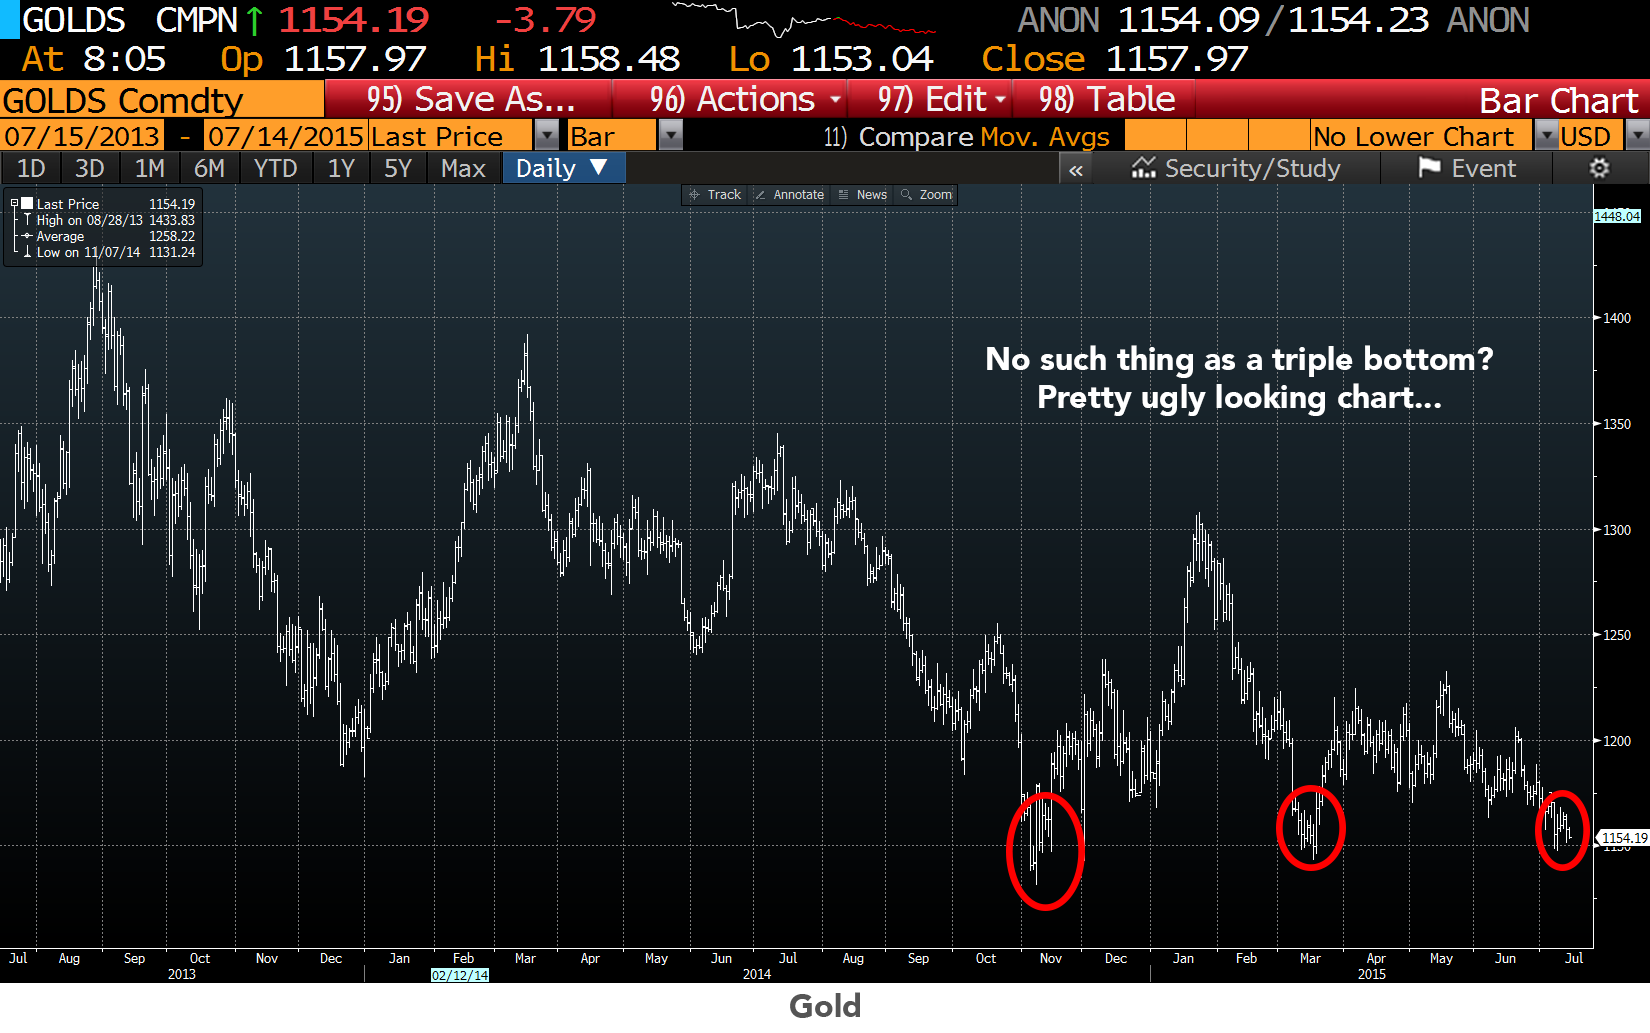 GOLDS CMPN↑ 1154.19 -3.79 ANON 1154.09/1154.23 ANON
At 8:05 Op 1157.97 Hi 1158.48 Lo 1153.04 Close 1157.97
GOLDS Comdty 95) Save As... 96) Actions 97) Edit 98) Table Bar Chart
07/15/2013 - 07/14/2015 Last Price Bar 11) Compare Mov. Avgs No Lower Chart USD
1D 3D 1M 6M YTD 1Y 5Y Max Daily ▼ « Security/Study Event
Track Annotate News Zoom
Last Price 1154.19
High on 08/28/13 1433.83
Average 1258.22
Low on 11/07/14 1131.24
1448.04
1400
No such thing as a triple bottom?
Pretty ugly looking chart...
1350
1300
1250
1200
1154.19
Jul Aug Sep Oct Nov Dec Jan Feb Mar Apr May Jun Jul Aug Sep Oct Nov Dec Jan Feb Mar Apr May Jun Jul
2013 02/12/14 2014 2015
Gold